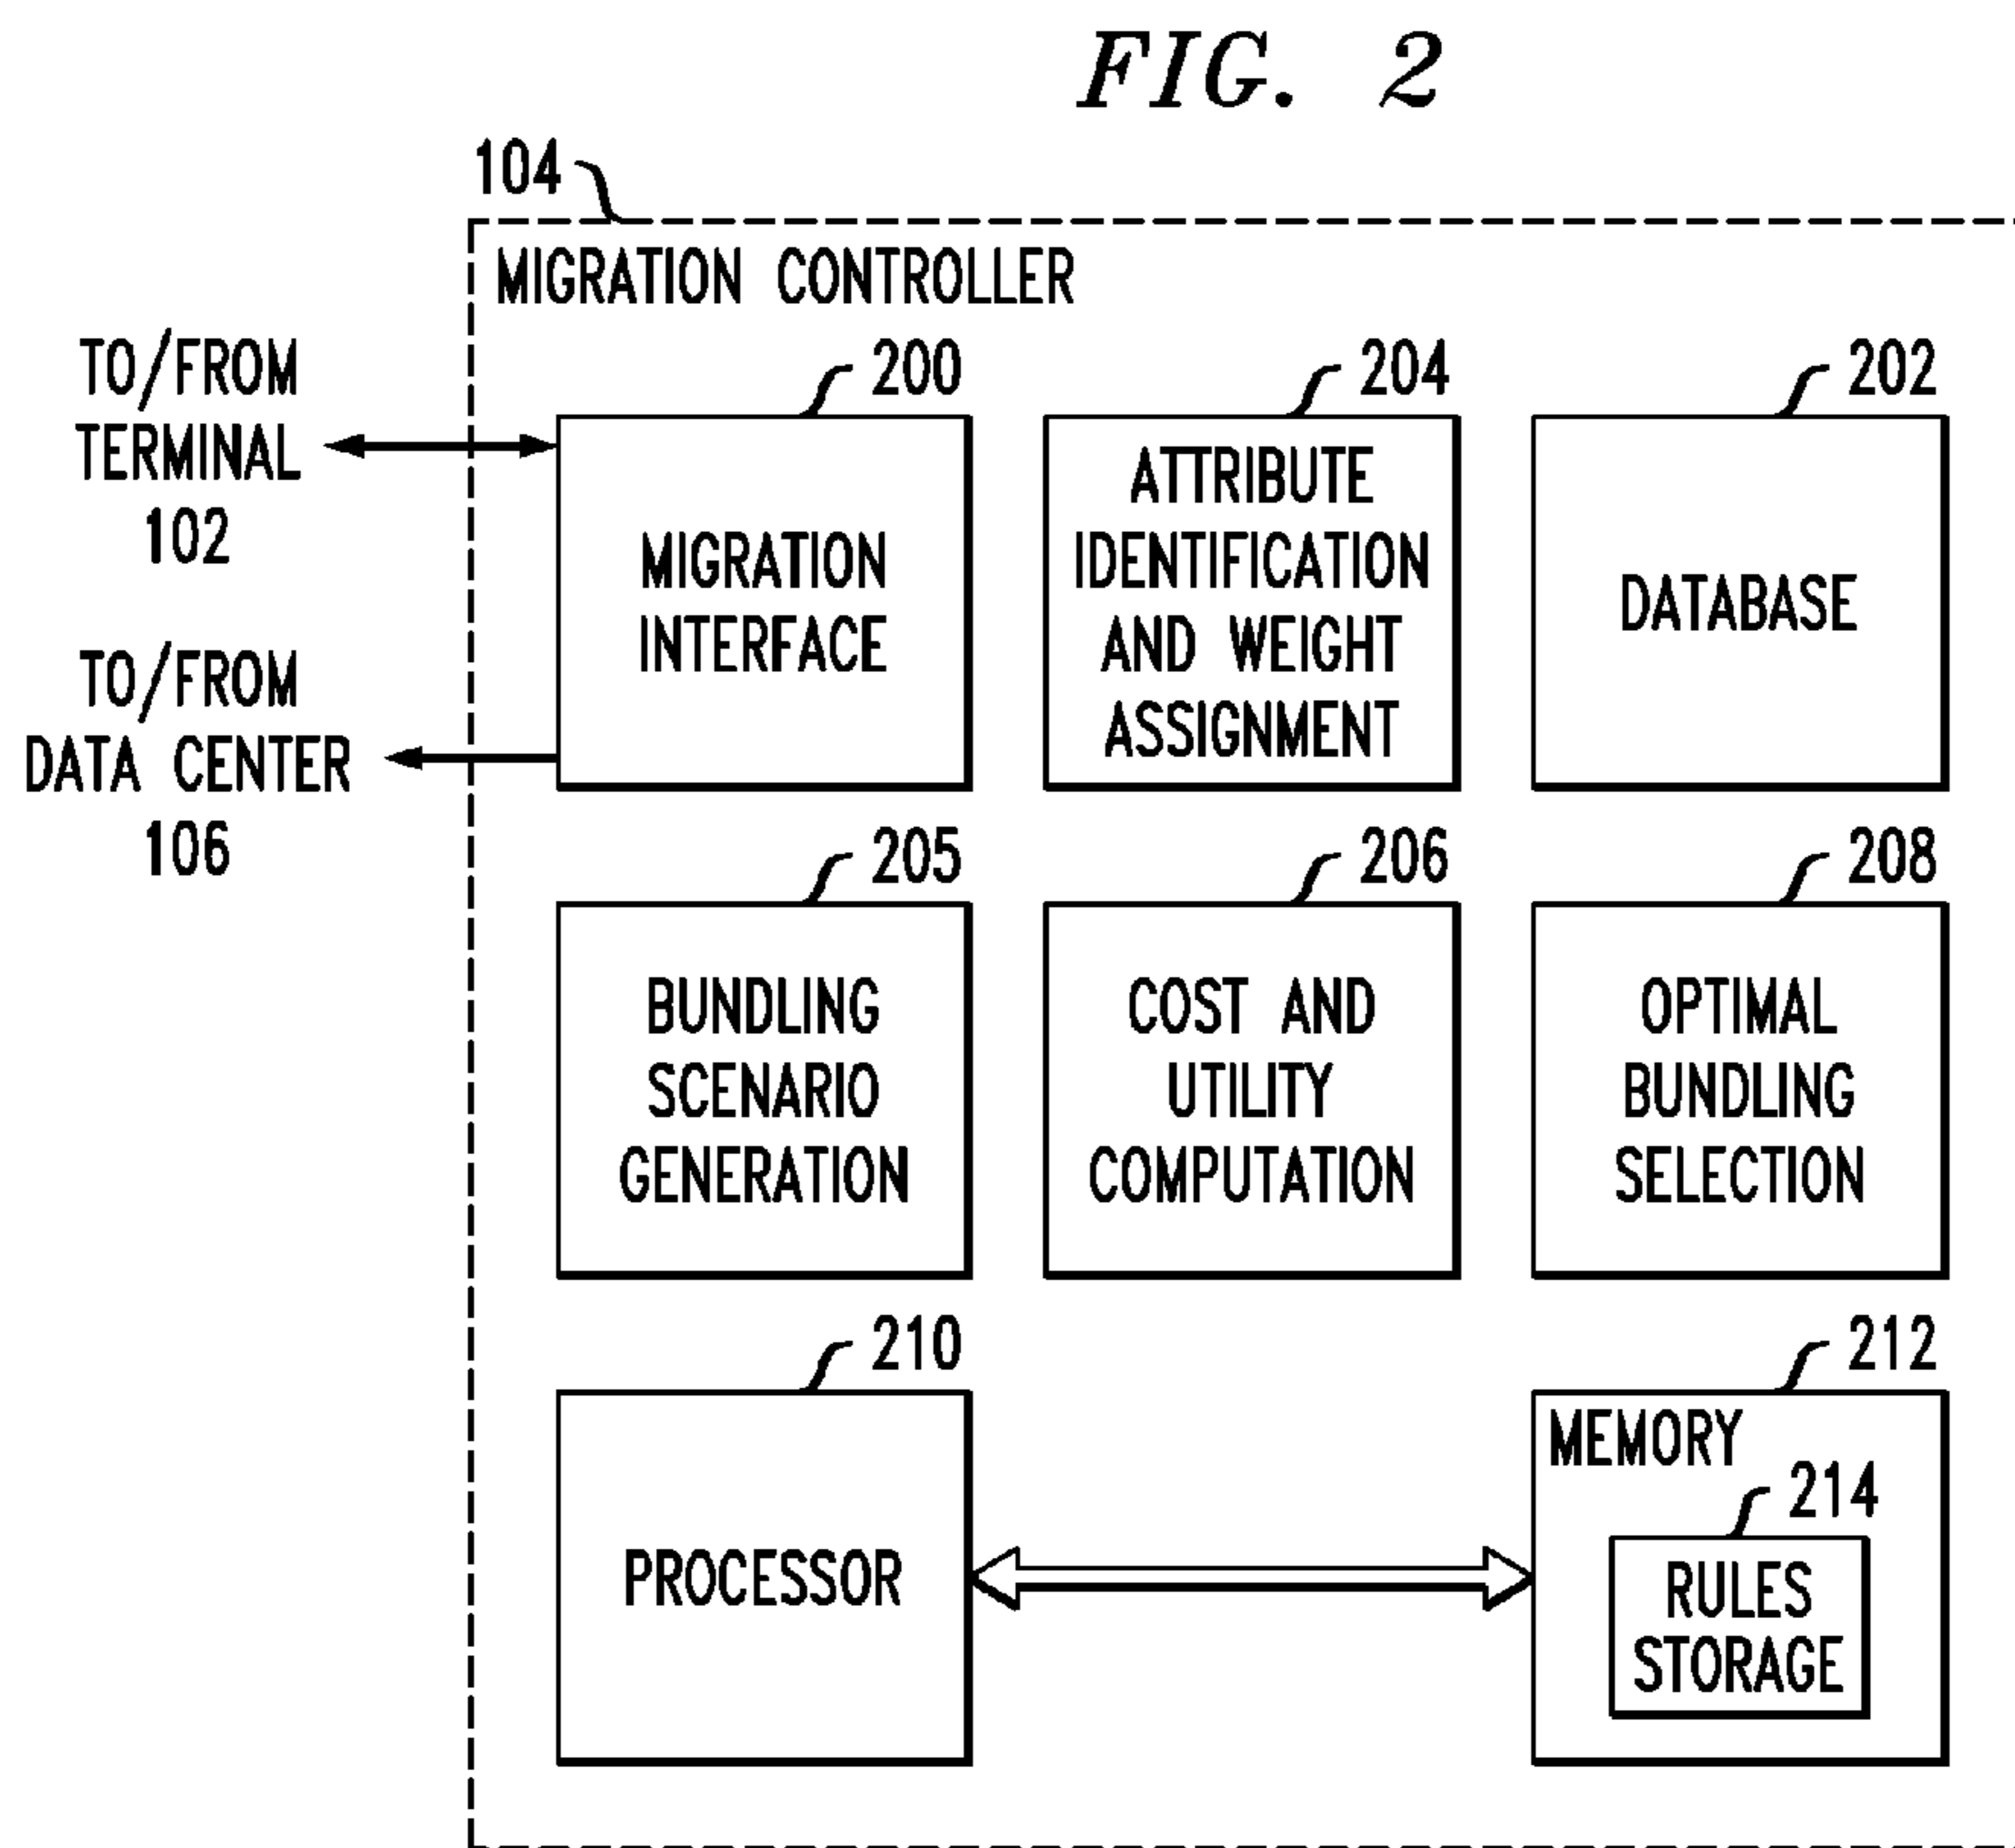 FIG. 2
104
MIGRATION CONTROLLER
TO/FROM
TERMINAL
102
TO/FROM
DATA CENTER
106
200
MIGRATION
INTERFACE
204
ATTRIBUTE
IDENTIFICATION
AND WEIGHT
ASSIGNMENT
202
DATABASE
205
BUNDLING
SCENARIO
GENERATION
206
COST AND
UTILITY
COMPUTATION
208
OPTIMAL
BUNDLING
SELECTION
210
PROCESSOR
212
MEMORY
214
RULES
STORAGE